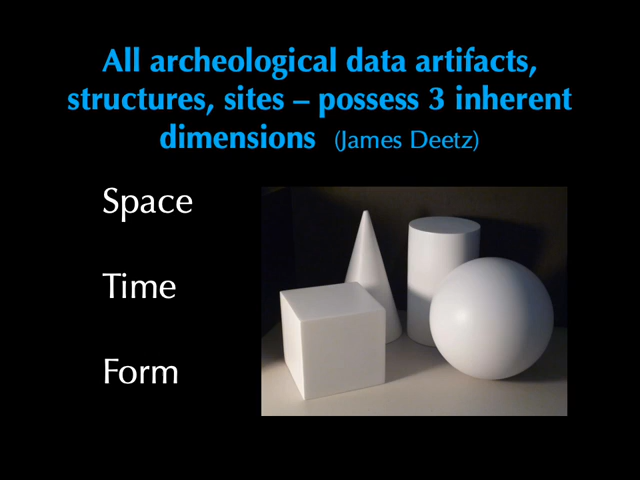 All archeological data artifacts,
structures, sites – possess 3 inherent
dimensions (James Deetz)
Space
Time
Form